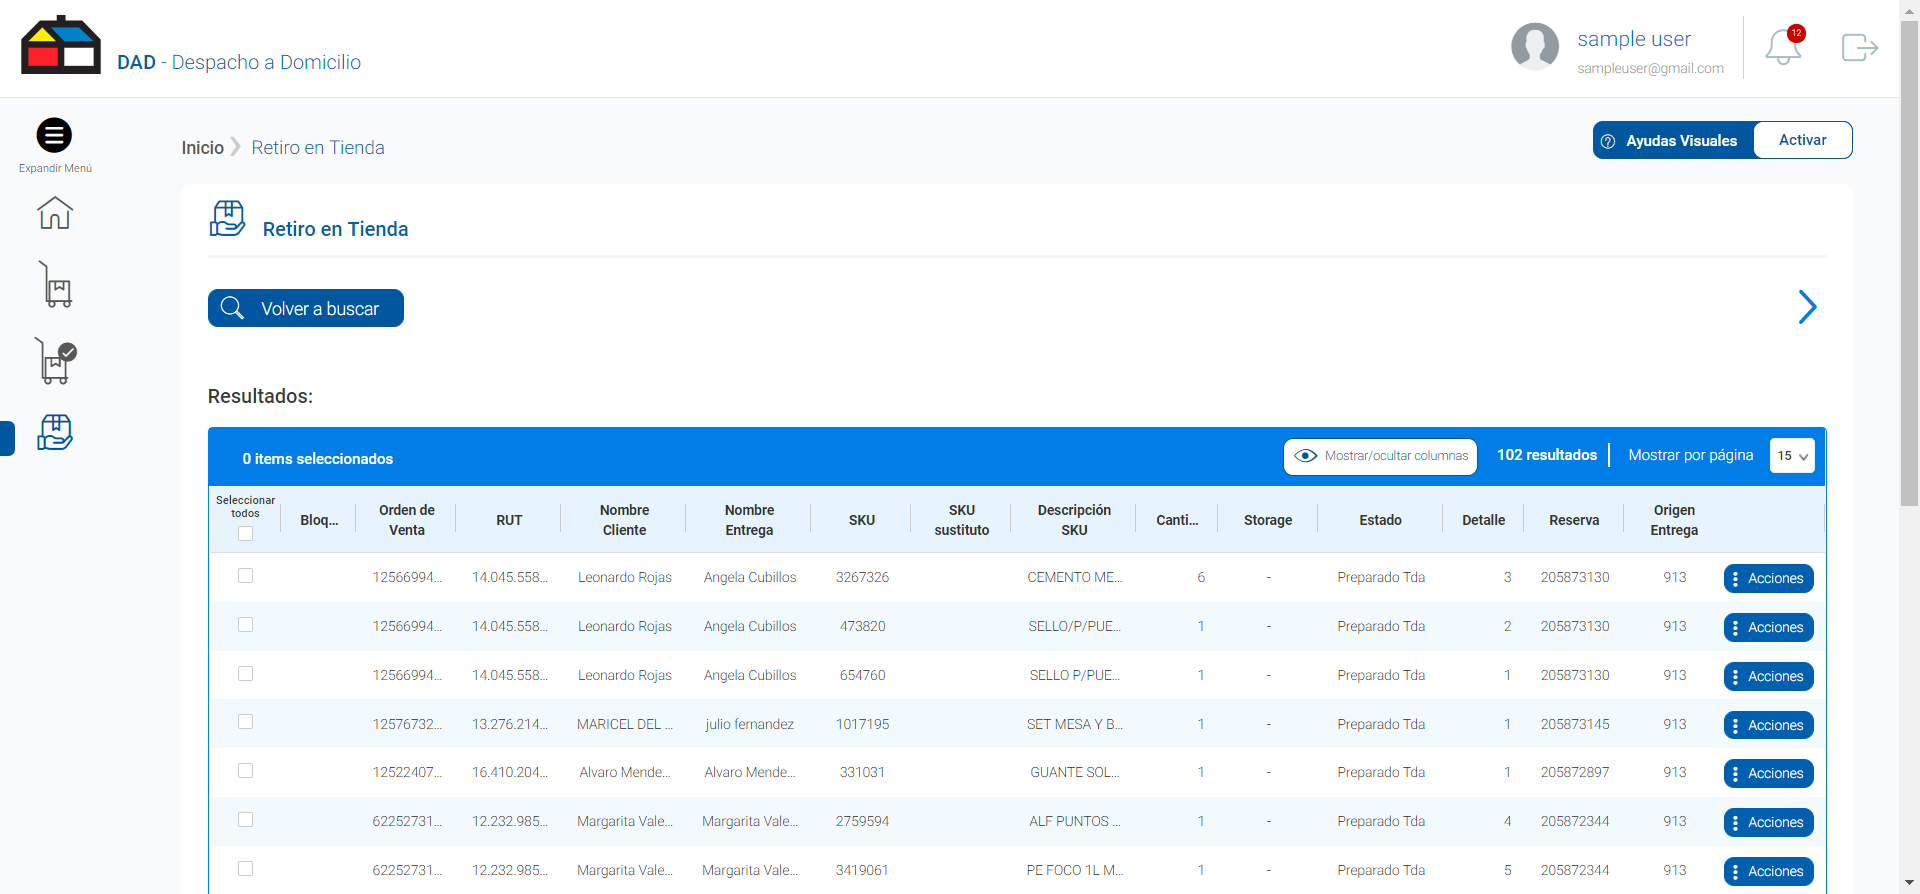 DAD - Despacho a Domicilio
sample user
sampleuser@gmail.com
12
Expandir Menú
Inicio Retiro en Tienda
Ayudas Visuales Activar
Retiro en Tienda
Volver a buscar
Resultados:
0 items seleccionados Mostrar/ocultar columnas 102 resultados Mostrar por página 15
Seleccionar todos Bloq... Orden de Venta RUT Nombre Cliente Nombre Entrega SKU SKU sustituto Descripción SKU Canti... Storage Estado Detalle Reserva Origen Entrega
12566994... 14.045.558... Leonardo Rojas Angela Cubillos 3267326 CEMENTO ME... 6 - Preparado Tda 3 205873130 913 Acciones
12566994... 14.045.558... Leonardo Rojas Angela Cubillos 473820 SELLO/P/PUE... 1 - Preparado Tda 2 205873130 913 Acciones
12566994... 14.045.558... Leonardo Rojas Angela Cubillos 654760 SELLO P/PUE... 1 - Preparado Tda 1 205873130 913 Acciones
12576732... 13.276.214... MARICEL DEL ... julio fernandez 1017195 SET MESA Y B... 1 - Preparado Tda 1 205873145 913 Acciones
12522407... 16.410.204... Alvaro Mende... Alvaro Mende... 331031 GUANTE SOL... 1 - Preparado Tda 1 205872897 913 Acciones
62252731... 12.232.985... Margarita Vale... Margarita Vale... 2759594 ALF PUNTOS ... 1 - Preparado Tda 4 205872344 913 Acciones
62252731... 12.232.985... Margarita Vale... Margarita Vale... 3419061 PE FOCO 1L M... 1 - Preparado Tda 5 205872344 913 Acciones